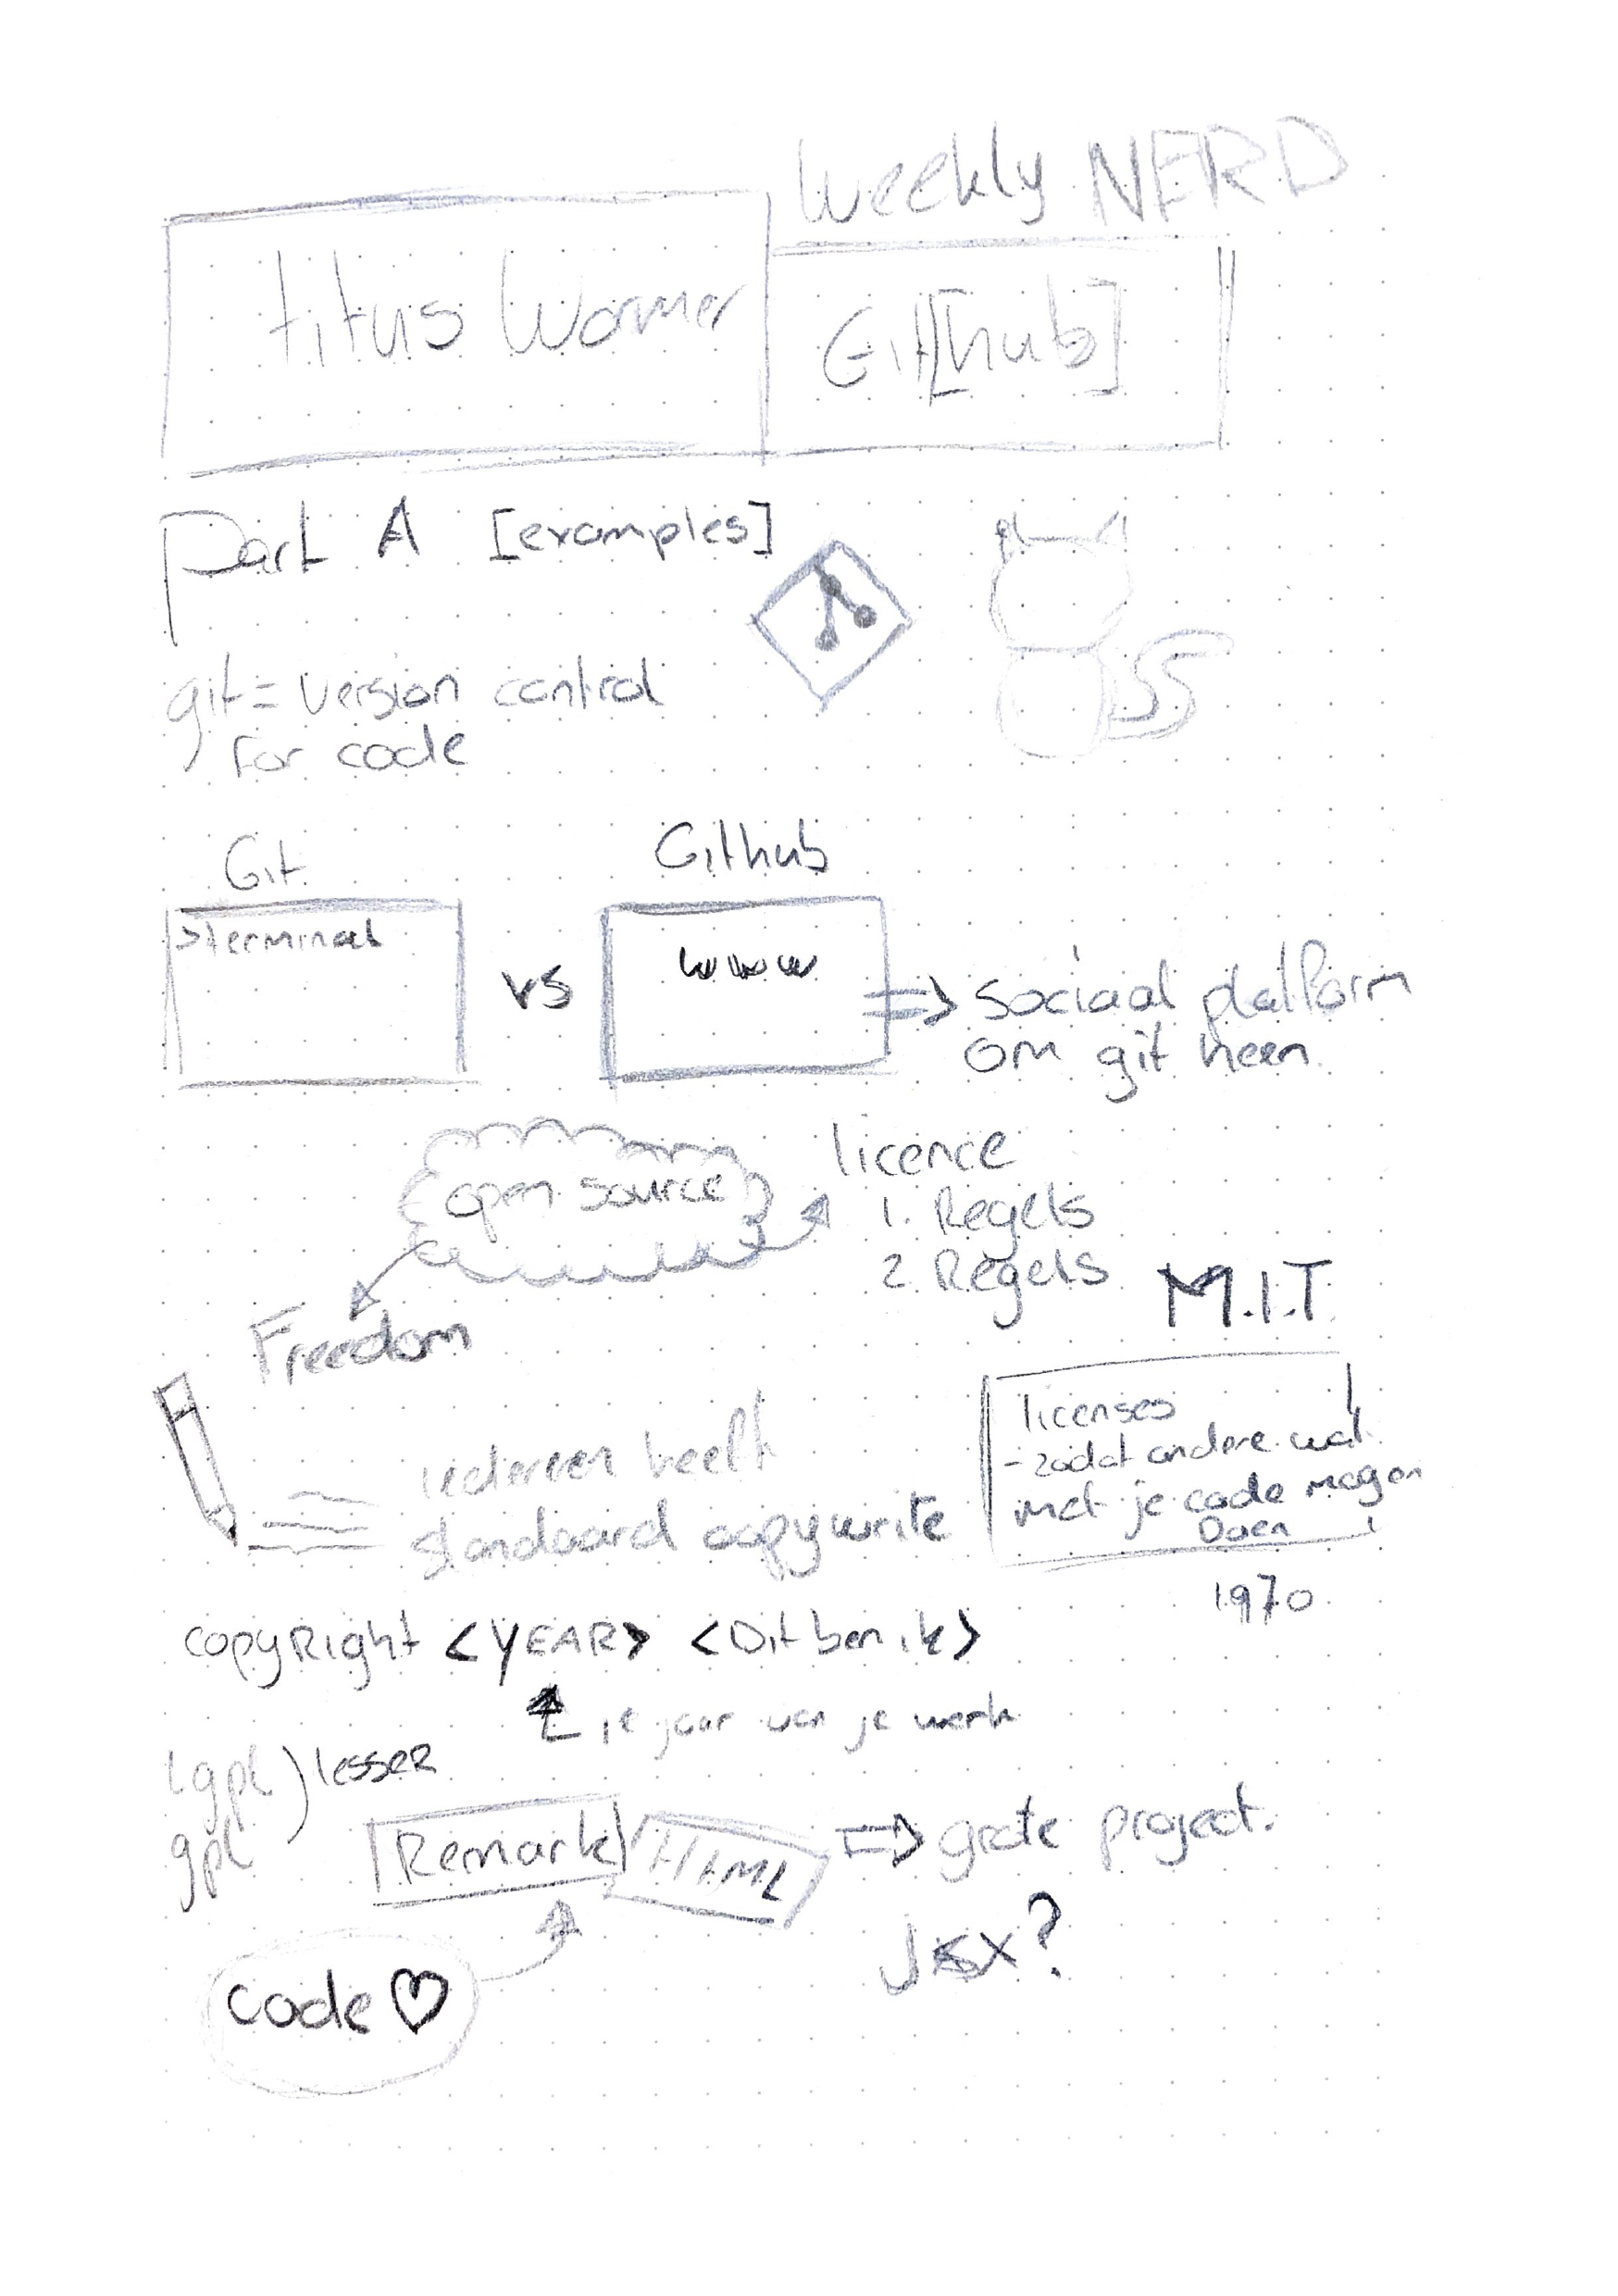 Weekly NERD
titus Wormer
Git[hub]
Part A [examples]
git = version control
for code
Git
Github
>terminal
vs
www
=> sociaal platform
om git heen
open source
licence
1. Regels
2. Regels
M.I.T
Freedom
licenses
- zodat andere wat
met je code mogen
Doen
iedereen heeft
standaard copywrite
1970
copyRight <YEAR> <Dit ben ik>
je jaar van je werk
lgpl ) lesseR
gpl
Remark
HTML
=> grote project.
Jsx?
code ♡